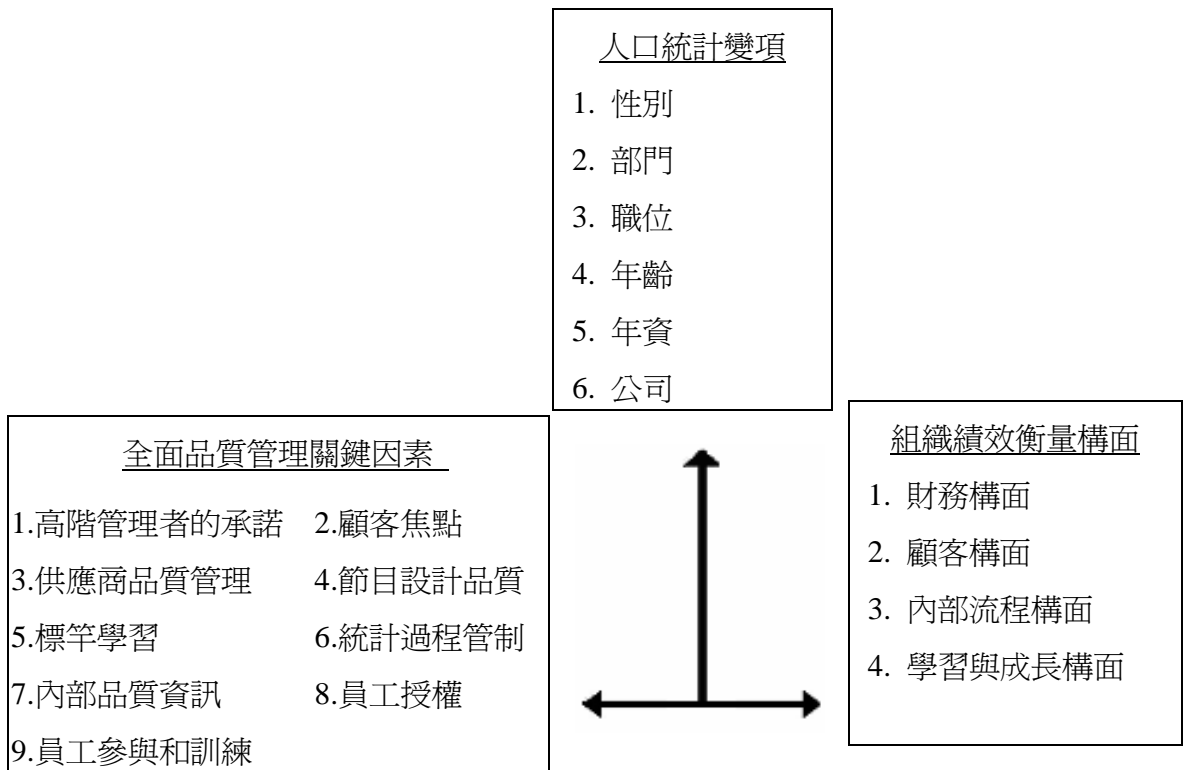 人口統計變項
1. 性別
2. 部門
3. 職位
4. 年齡
5. 年資
6. 公司
全面品質管理關鍵因素
1.高階管理者的承諾 2.顧客焦點
3.供應商品質管理 4.節目設計品質
5.標竿學習 6.統計過程管制
7.內部品質資訊 8.員工授權
9.員工參與和訓練
組織績效衡量構面
1. 財務構面
2. 顧客構面
3. 內部流程構面
4. 學習與成長構面